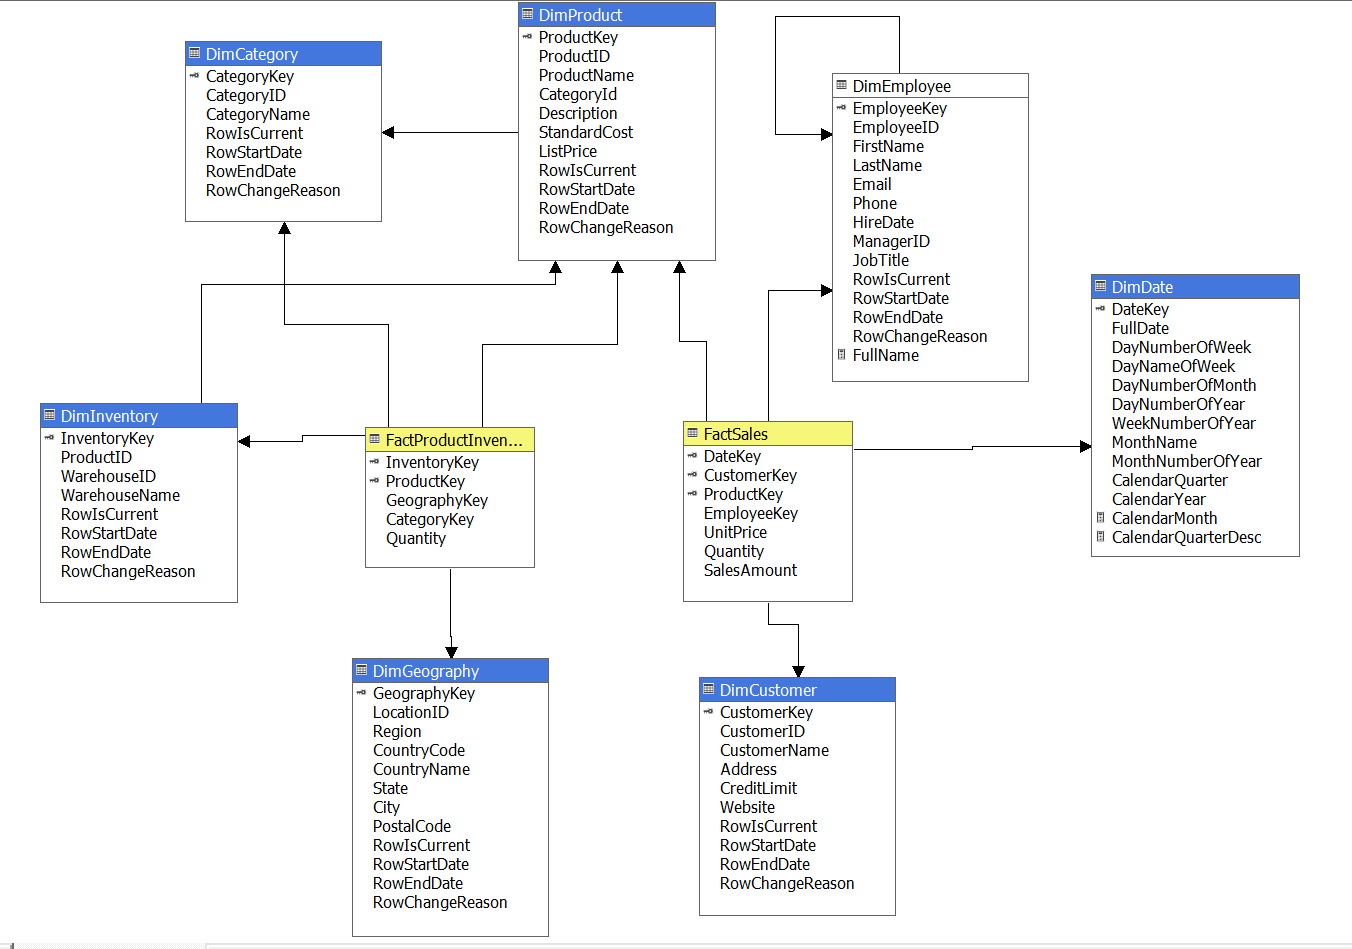 DimProduct
ProductKey
ProductID
ProductName
CategoryId
Description
StandardCost
ListPrice
RowIsCurrent
RowStartDate
RowEndDate
RowChangeReason
DimCategory
CategoryKey
CategoryID
CategoryName
RowIsCurrent
RowStartDate
RowEndDate
RowChangeReason
DimEmployee
EmployeeKey
EmployeeID
FirstName
LastName
Email
Phone
HireDate
ManagerID
JobTitle
RowIsCurrent
RowStartDate
RowEndDate
RowChangeReason
FullName
DimDate
DateKey
FullDate
DayNumberOfWeek
DayNameOfWeek
DayNumberOfMonth
DayNumberOfYear
WeekNumberOfYear
MonthName
MonthNumberOfYear
CalendarQuarter
CalendarYear
CalendarMonth
CalendarQuarterDesc
DimInventory
InventoryKey
ProductID
WarehouseID
WarehouseName
RowIsCurrent
RowStartDate
RowEndDate
RowChangeReason
FactProductInven...
InventoryKey
ProductKey
GeographyKey
CategoryKey
Quantity
FactSales
DateKey
CustomerKey
ProductKey
EmployeeKey
UnitPrice
Quantity
SalesAmount
DimGeography
GeographyKey
LocationID
Region
CountryCode
CountryName
State
City
PostalCode
RowIsCurrent
RowStartDate
RowEndDate
RowChangeReason
DimCustomer
CustomerKey
CustomerID
CustomerName
Address
CreditLimit
Website
RowIsCurrent
RowStartDate
RowEndDate
RowChangeReason